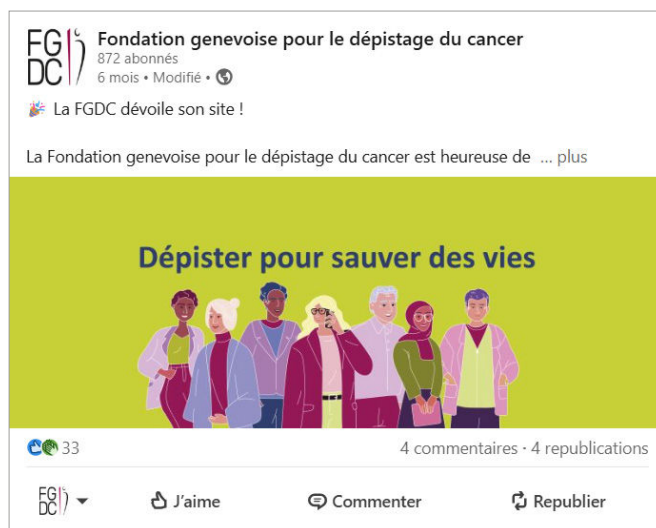 FG
DC
Fondation genevoise pour le dépistage du cancer
872 abonnés
6 mois • Modifié •
🎉 La FGDC dévoile son site !
La Fondation genevoise pour le dépistage du cancer est heureuse de ... plus
Dépister pour sauver des vies
33
4 commentaires · 4 republications
FG
DC
J'aime
Commenter
Republier